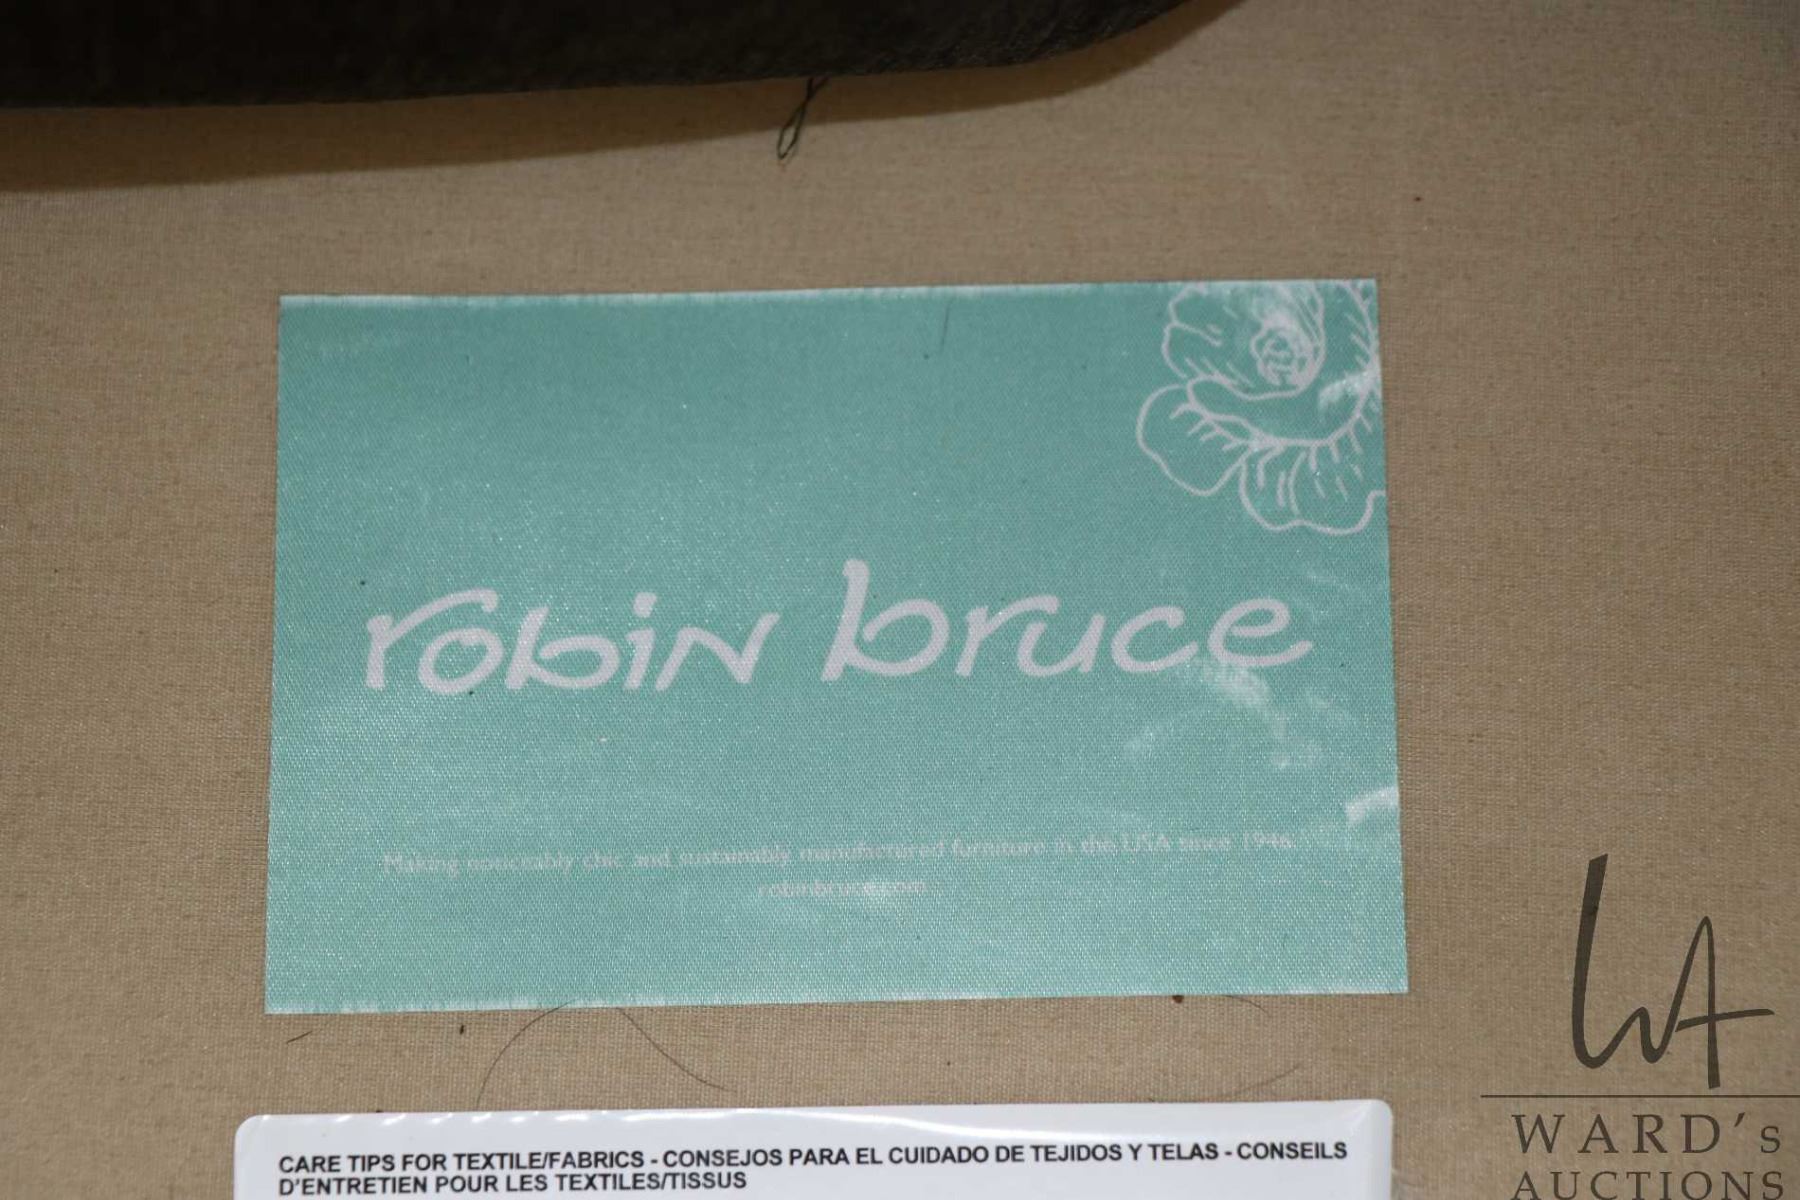 robin bruce
Making noticeably chic and sustainably manufactured furniture in the USA since 1946
robinbruce.com
CARE TIPS FOR TEXTILE/FABRICS - CONSEJOS PARA EL CUIDADO DE TEJIDOS Y TELAS - CONSEILS
D'ENTRETIEN POUR LES TEXTILES/TISSUS
WA
WARD's
AUCTIONS